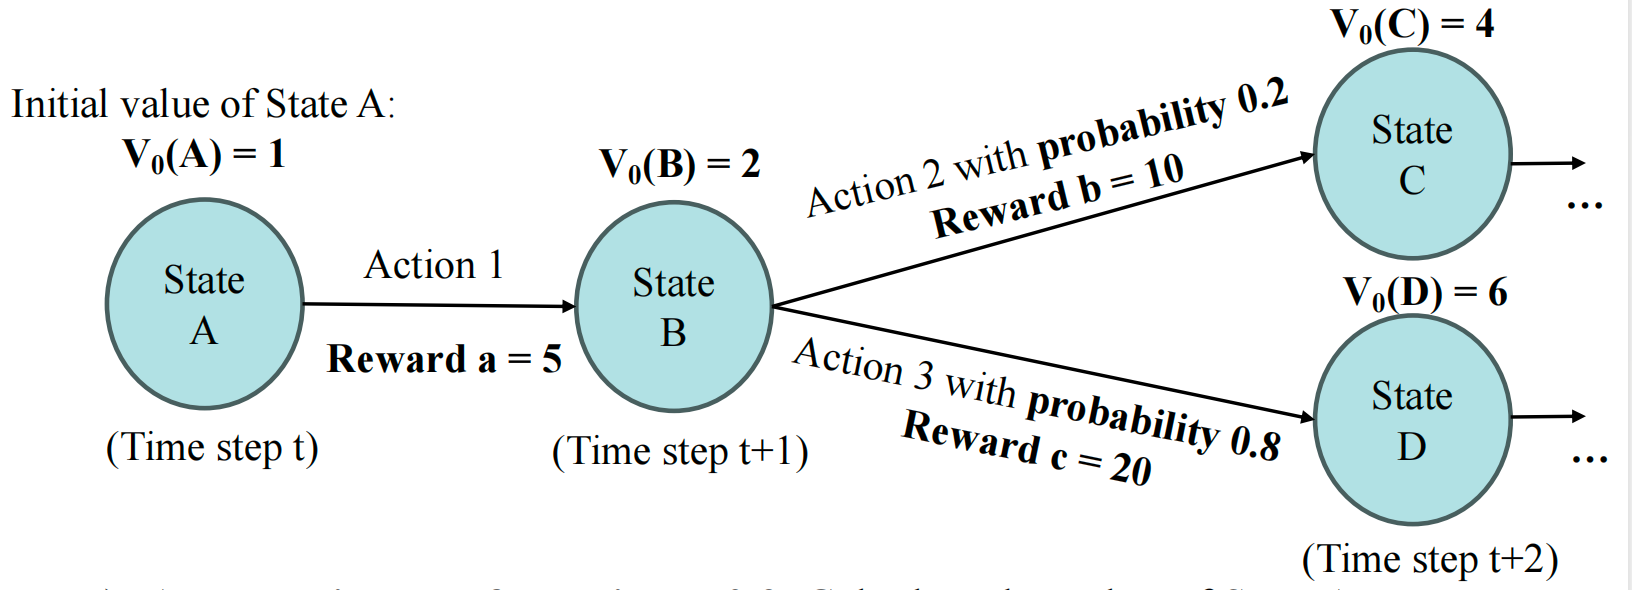 V₀(C) = 4
Initial value of State A:
V₀(A) = 1
V₀(B) = 2
Action 2 with probability 0.2
Reward b = 10
State
C
...
State
A
Action 1
Reward a = 5
State
B
V₀(D) = 6
Action 3 with probability 0.8
Reward c = 20
State
D
...
(Time step t)
(Time step t+1)
(Time step t+2)